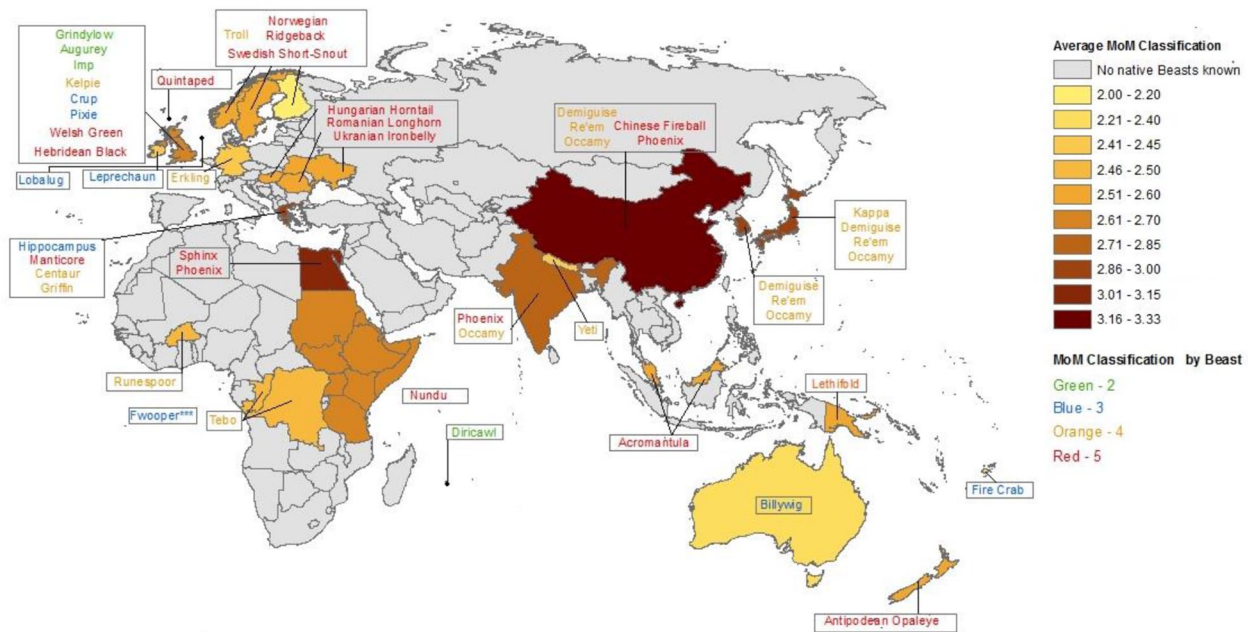 Grindylow
Augurey
Imp
Kelpie
Crup
Pixie
Welsh Green
Hebridean Black
Quintaped
Troll
Norwegian
Ridgeback
Swedish Short-Snout
Hungarian Horntail
Romanian Longhorn
Ukranian Ironbelly
Lobalug
Leprechaun
Erkling
Demiguise
Re'em
Occamy
Chinese Fireball
Phoenix
Kappa
Demiguise
Re'em
Occamy
Hippocampus
Manticore
Centaur
Griffin
Sphinx
Phoenix
Demiguise
Re'em
Occamy
Phoenix
Occamy
Yeti
Runespoor
Fwooper***
Tebo
Nundu
Diricawl
Lethifold
Acromantula
Billywig
Fire Crab
Antipodean Opaleye
Average MoM Classification
No native Beasts known
2.00 - 2.20
2.21 - 2.40
2.41 - 2.45
2.46 - 2.50
2.51 - 2.60
2.61 - 2.70
2.71 - 2.85
2.86 - 3.00
3.01 - 3.15
3.16 - 3.33
MoM Classification by Beast
Green - 2
Blue - 3
Orange - 4
Red - 5